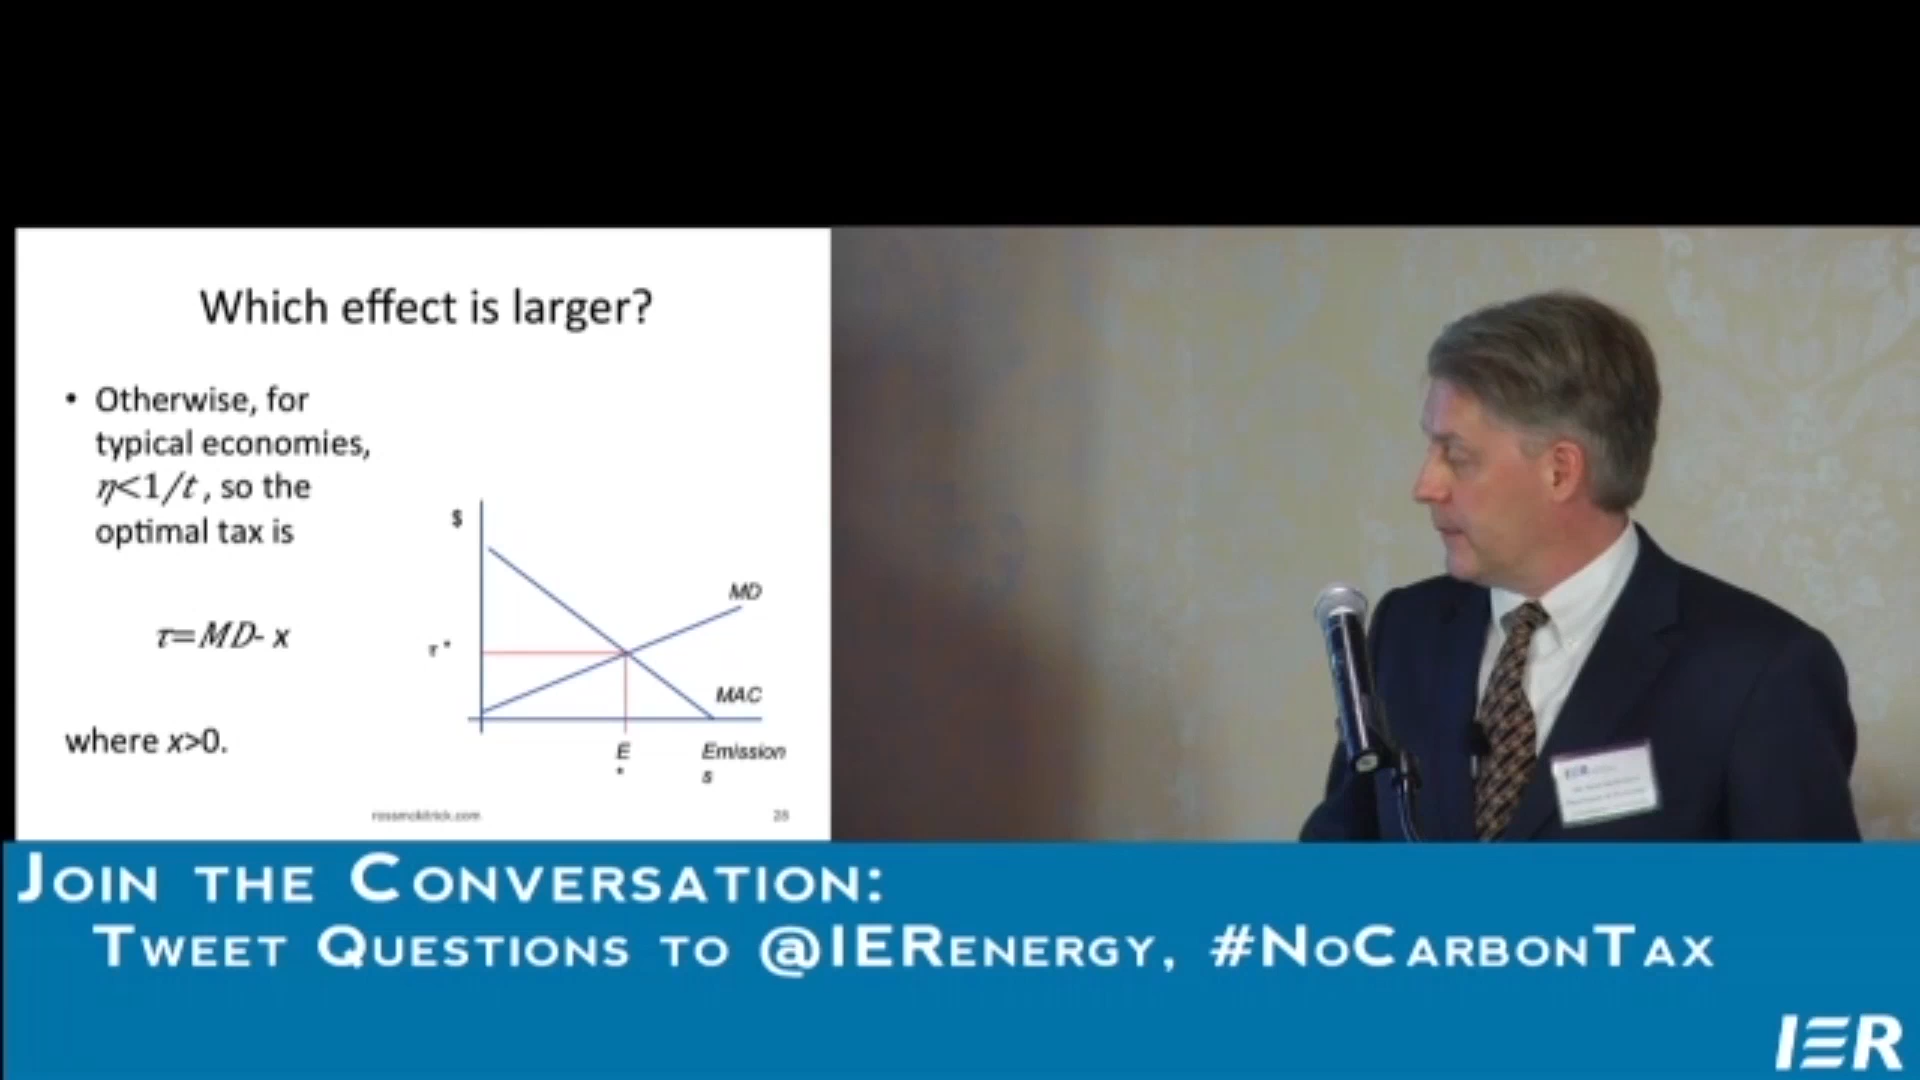 Which effect is larger?
• Otherwise, for
typical economies,
η<1/t, so the
optimal tax is
τ=MD- x
where x>0.
$
MD
τ *
MAC
E
*
Emission
s
rossmckitrick.com
28
IER
JOIN THE CONVERSATION:
TWEET QUESTIONS TO @IERENERGY, #NOCARBONTAX
IER